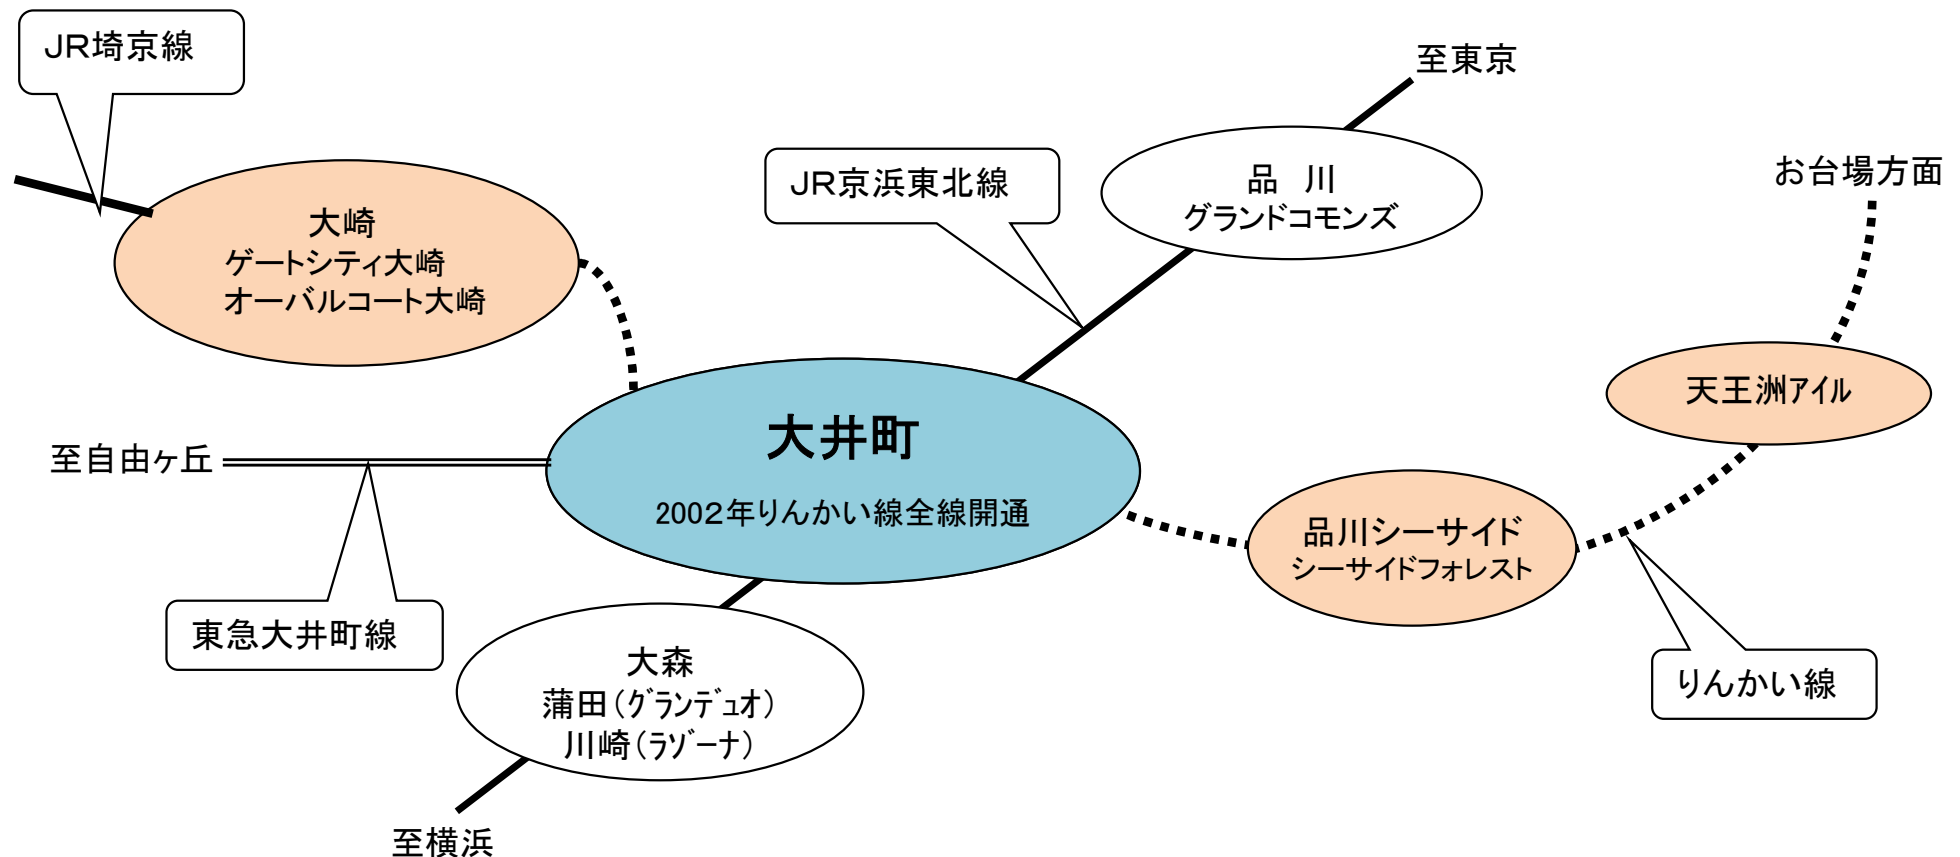 JR埼京線
至東京
JR京浜東北線
品　川
グランドコモンズ
お台場方面
大崎
ゲートシティ大崎
オーバルコート大崎
天王洲ｱｲﾙ
大井町
2002年りんかい線全線開通
至自由ヶ丘
品川シーサイド
シーサイドフォレスト
東急大井町線
大森
蒲田（ｸﾞﾗﾝﾃﾞｭｵ）
川崎（ﾗｿﾞｰﾅ）
りんかい線
至横浜